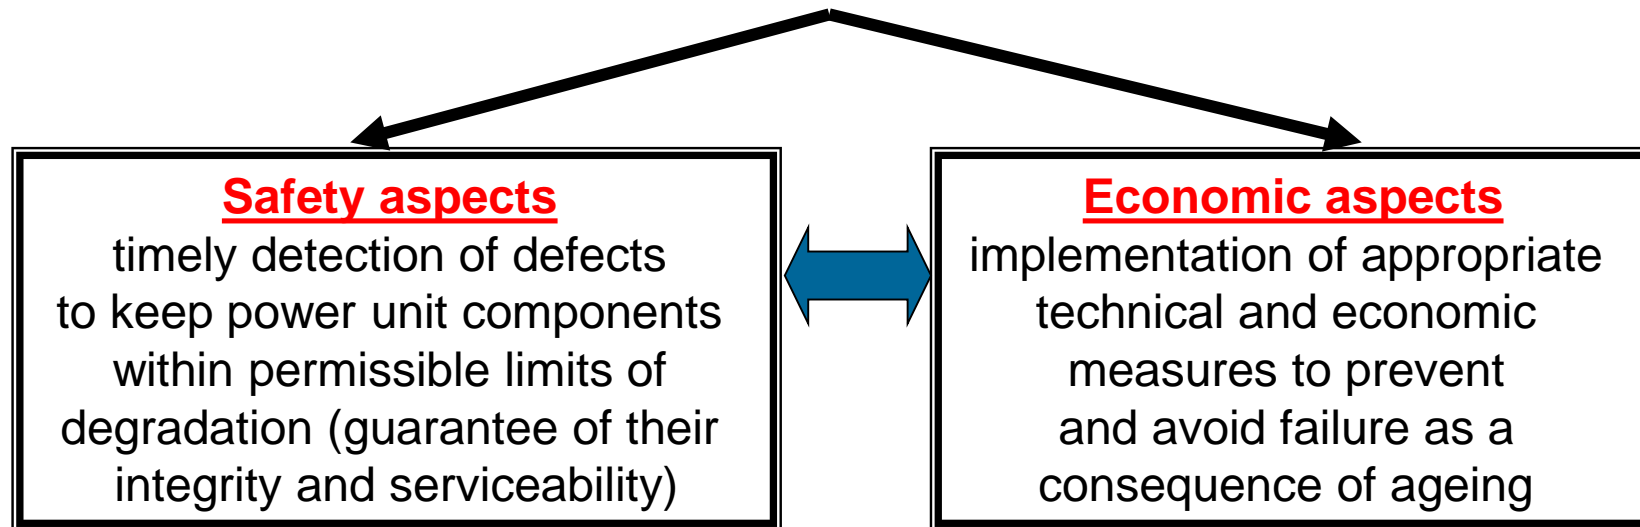 Safety aspects
timely detection of defects
to keep power unit components
within permissible limits of
degradation (guarantee of their
integrity and serviceability)
Economic aspects
implementation of appropriate
technical and economic
measures to prevent
and avoid failure as a
consequence of ageing